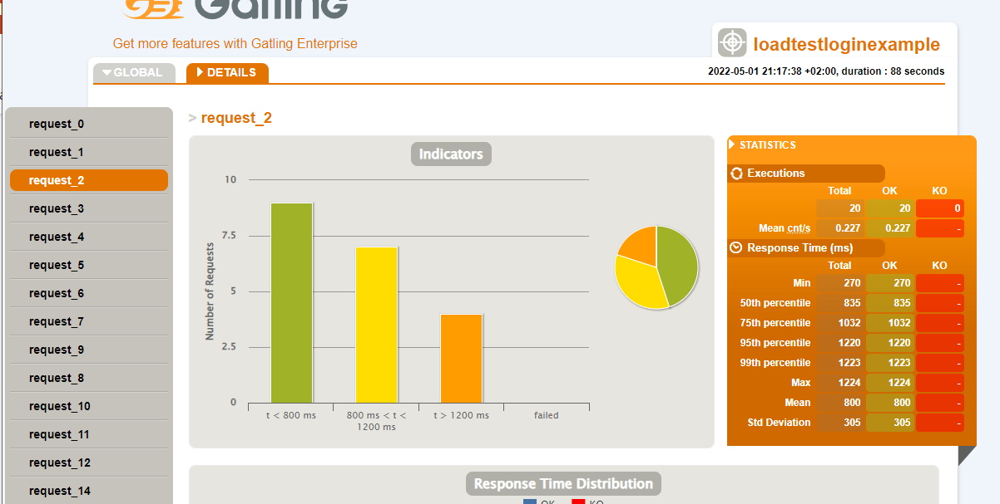 Gatling
Get more features with Gatling Enterprise
loadtestloginexample
GLOBAL
DETAILS
2022-05-01 21:17:38 +02:00, duration : 88 seconds
request_0
request_1
request_2
request_3
request_4
request_5
request_6
request_7
request_9
request_8
request_10
request_11
request_12
request_14
> request_2
Indicators
Number of Requests
10
7.5
5
2.5
0
t < 800 ms
800 ms < t <
1200 ms
t > 1200 ms
failed
STATISTICS
Executions
Total OK KO
20 20 0
Mean cnt/s 0.227 0.227 -
Response Time (ms)
Total OK KO
Min 270 270 -
50th percentile 835 835 -
75th percentile 1032 1032 -
95th percentile 1220 1220 -
99th percentile 1223 1223 -
Max 1224 1224 -
Mean 800 800 -
Std Deviation 305 305 -
Response Time Distribution
OK KO